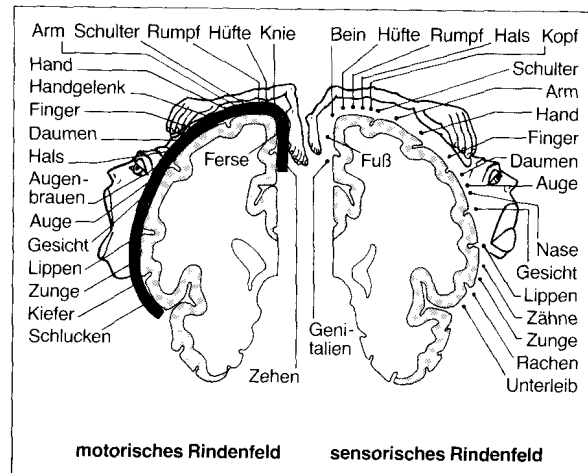 Arm Schulter Rumpf Hüfte Knie
Hand
Handgelenk
Finger
Daumen
Hals
Augen-
brauen
Auge
Gesicht
Lippen
Zunge
Kiefer
Schlucken
Ferse
Zehen
Bein Hüfte Rumpf Hals Kopf
Schulter
Arm
Hand
Finger
Daumen
Auge
Nase
Gesicht
Lippen
Zähne
Zunge
Rachen
Unterleib
Fuß
Geni-
talien
motorisches Rindenfeld
sensorisches Rindenfeld